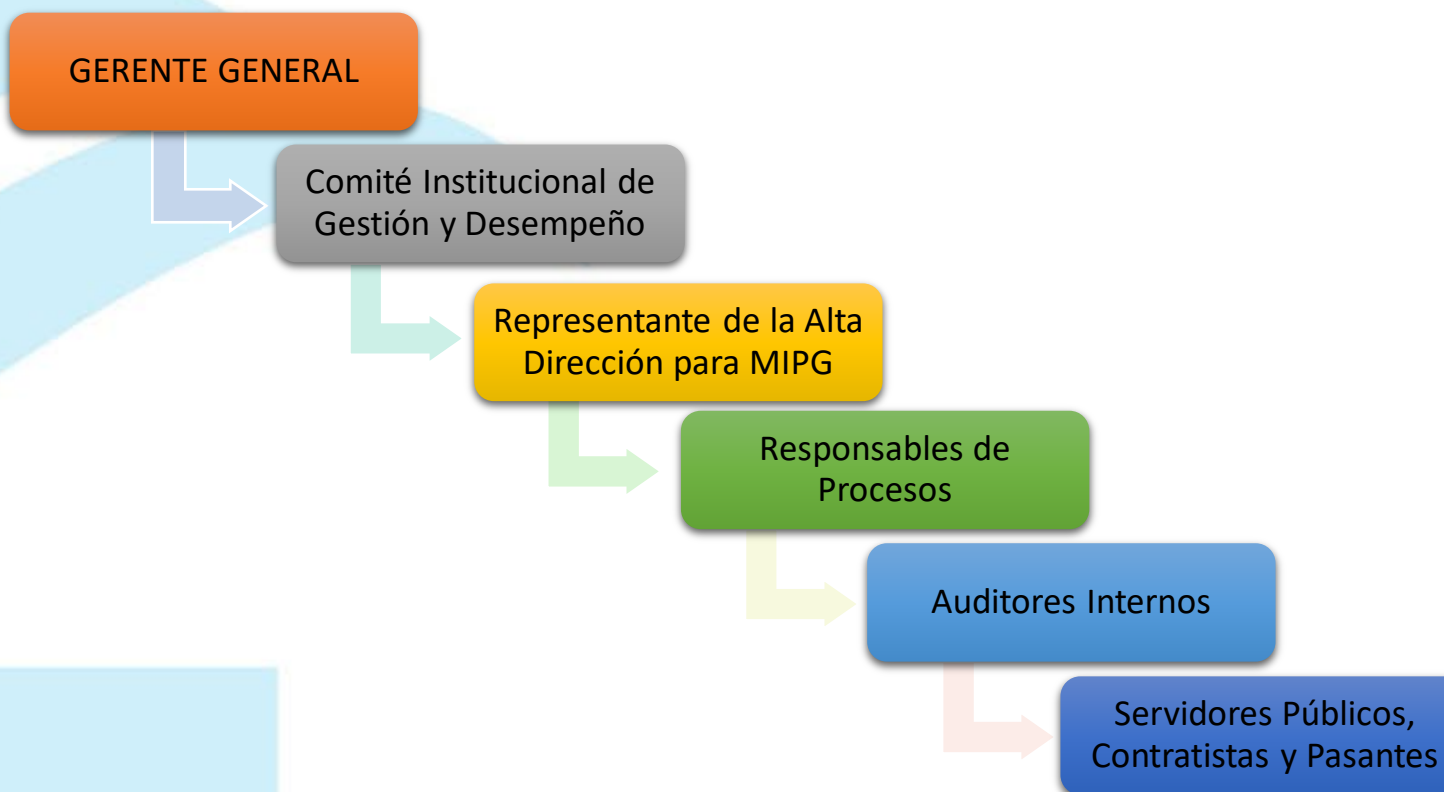 GERENTE GENERAL
Comité Institucional de
Gestión y Desempeño
Representante de la Alta
Dirección para MIPG
Responsables de
Procesos
Auditores Internos
Servidores Públicos,
Contratistas y Pasantes